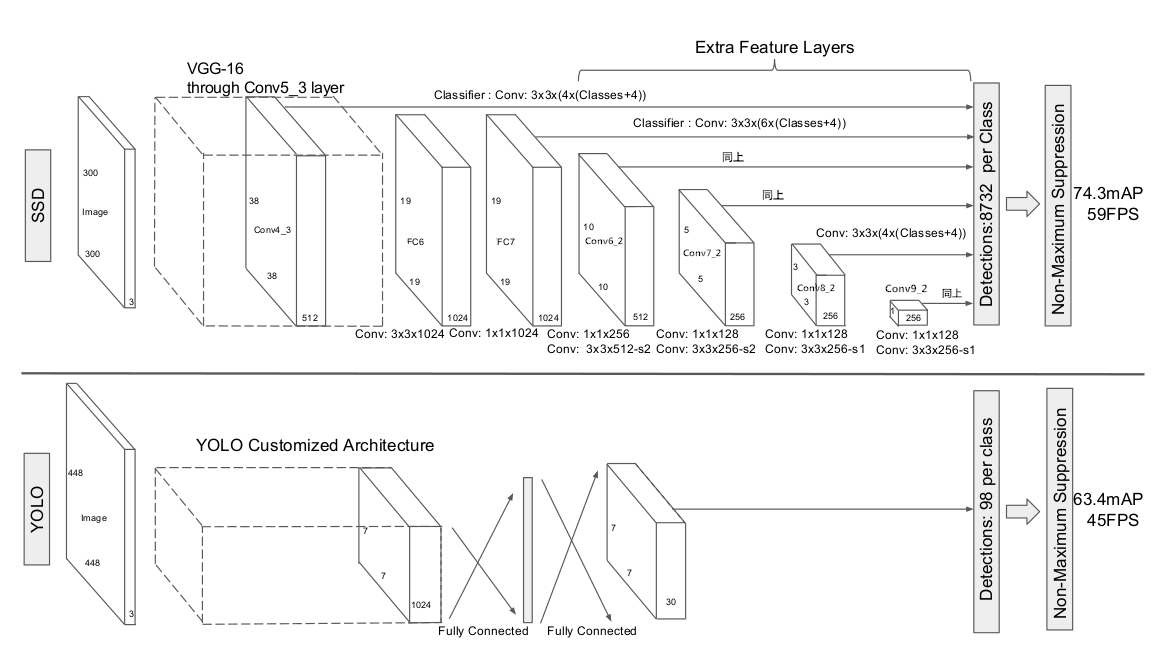 Extra Feature Layers
VGG-16
through Conv5_3 layer
Classifier : Conv: 3x3x(4x(Classes+4))
Classifier : Conv: 3x3x(6x(Classes+4))
同上
同上
Conv: 3x3x(4x(Classes+4))
同上
SSD
300
Image
300
3
38
Conv4_3
38
512
19
FC6
19
1024
19
FC7
19
1024
10
Conv6_2
10
512
5
Conv7_2
5
256
3
Conv8_2
3
256
Conv9_2
1
256
Conv: 3x3x1024
Conv: 1x1x1024
Conv: 1x1x256
Conv: 3x3x512-s2
Conv: 1x1x128
Conv: 3x3x256-s2
Conv: 1x1x128
Conv: 3x3x256-s1
Conv: 1x1x128
Conv: 3x3x256-s1
Detections:8732 per Class
Non-Maximum Suppression
74.3mAP
59FPS
YOLO
448
Image
448
3
YOLO Customized Architecture
7
7
1024
Fully Connected
Fully Connected
7
7
30
Detections: 98 per class
Non-Maximum Suppression
63.4mAP
45FPS